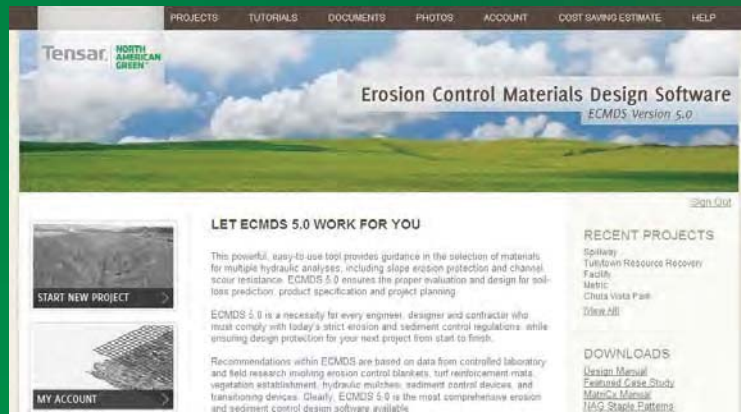 PROJECTS TUTORIALS DOCUMENTS PHOTOS ACCOUNT COST SAVING ESTIMATE HELP
Tensar. NORTH AMERICAN GREEN
Erosion Control Materials Design Software
ECMDS Version 5.0
Sign Out
LET ECMDS 5.0 WORK FOR YOU
This powerful, easy-to-use tool provides guidance in the selection of materials
for multiple hydraulic analyses, including slope erosion protection and channel
scour resistance. ECMDS 5.0 ensures the proper evaluation and design for soil-
loss prediction, product specification and project planning.
ECMDS 5.0 is a necessity for every engineer, designer and contractor who
must comply with today's strict erosion and sediment control regulations, while
ensuring design protection for your next project from start to finish.
Recommendations within ECMDS are based on data from controlled laboratory
and field research involving erosion control blankets, turf reinforcement mats,
vegetation establishment, hydraulic mulches, sediment control devices, and
transitioning devices. Clearly, ECMDS 5.0 is the most comprehensive erosion
and sediment control design software available
START NEW PROJECT
MY ACCOUNT
RECENT PROJECTS
Spillway
Tullytown Resource Recovery
Facility
Metric
Chula Vista Park
[View All]
DOWNLOADS
Design Manual
Featured Case Study
MatriCx Manual
NAG Staple Patterns